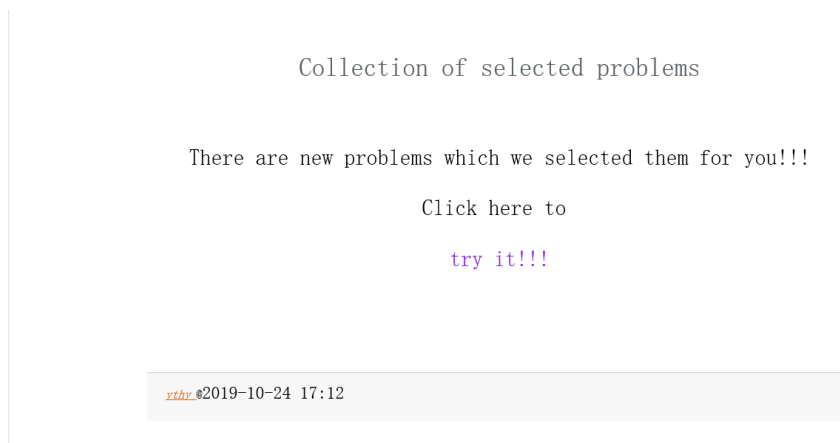 Collection of selected problems
There are new problems which we selected them for you!!!
Click here to
try it!!!
ythy @2019-10-24 17:12